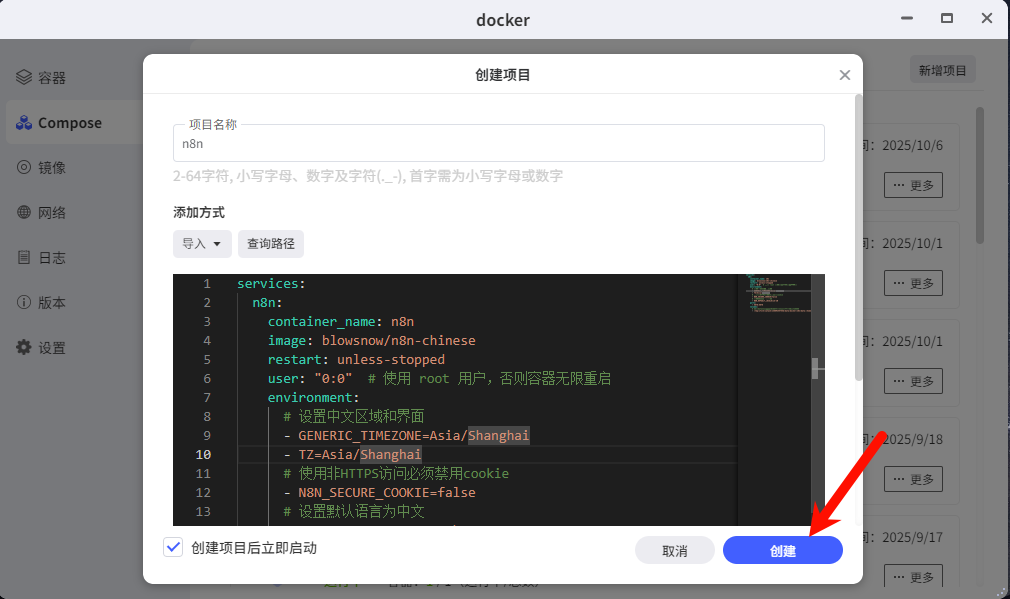 docker
容器
Compose
镜像
网络
日志
版本
设置
新增项目
创建项目
项目名称
n8n
2-64字符, 小写字母、数字及字符(._-), 首字需为小写字母或数字
添加方式
导入
查询路径
1 services:
2 n8n:
3 container_name: n8n
4 image: blowsnow/n8n-chinese
5 restart: unless-stopped
6 user: "0:0" # 使用 root 用户，否则容器无限重启
7 environment:
8 # 设置中文区域和界面
9 - GENERIC_TIMEZONE=Asia/Shanghai
10 - TZ=Asia/Shanghai
11 # 使用非HTTPS访问必须禁用cookie
12 - N8N_SECURE_COOKIE=false
13 # 设置默认语言为中文
创建项目后立即启动
取消
创建
间：2025/10/6
··· 更多
间：2025/10/1
··· 更多
间：2025/10/1
··· 更多
间：2025/9/18
··· 更多
间：2025/9/17
··· 更多